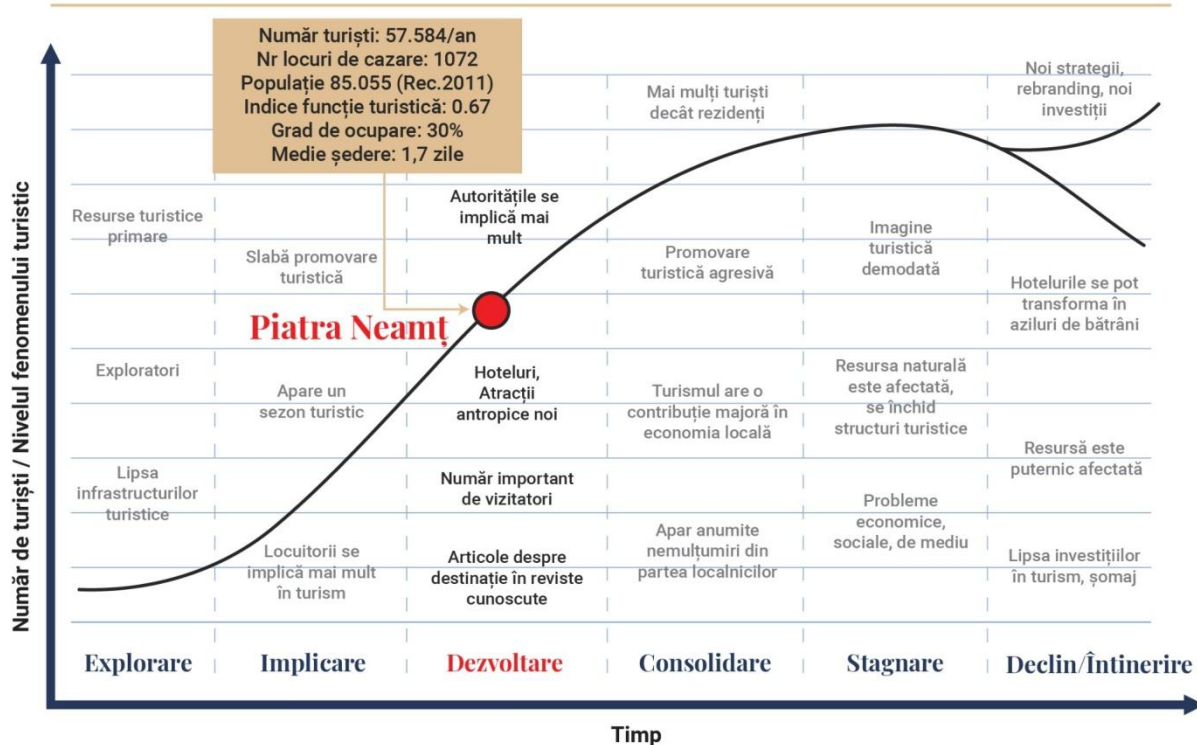 Număr turiști: 57.584/an
Nr locuri de cazare: 1072
Populație 85.055 (Rec.2011)
Indice funcție turistică: 0.67
Grad de ocupare: 30%
Medie ședere: 1,7 zile
Număr de turiști / Nivelul fenomenului turistic
Resurse turistice
primare
Exploratori
Lipsa
infrastructurilor
turistice
Slabă promovare
turistică
Piatra Neamț
Apare un
sezon turistic
Locuitorii se
implică mai mult
în turism
Autoritățile se
implică mai
mult
Hoteluri,
Atracții
antropice noi
Număr important
de vizitatori
Articole despre
destinație în reviste
cunoscute
Mai mulți turiști
decât rezidenți
Promovare
turistică agresivă
Turismul are o
contribuție majoră în
economia locală
Apar anumite
nemulțumiri din
partea localnicilor
Imagine
turistică
demodată
Resursa naturală
este afectată,
se închid
structuri turistice
Probleme
economice,
sociale, de mediu
Noi strategii,
rebranding, noi
investiții
Hotelurile se pot
transforma în
aziluri de bătrâni
Resursă este
puternic afectată
Lipsa investițiilor
în turism, șomaj
Explorare
Implicare
Dezvoltare
Consolidare
Stagnare
Declin/Întinerire
Timp